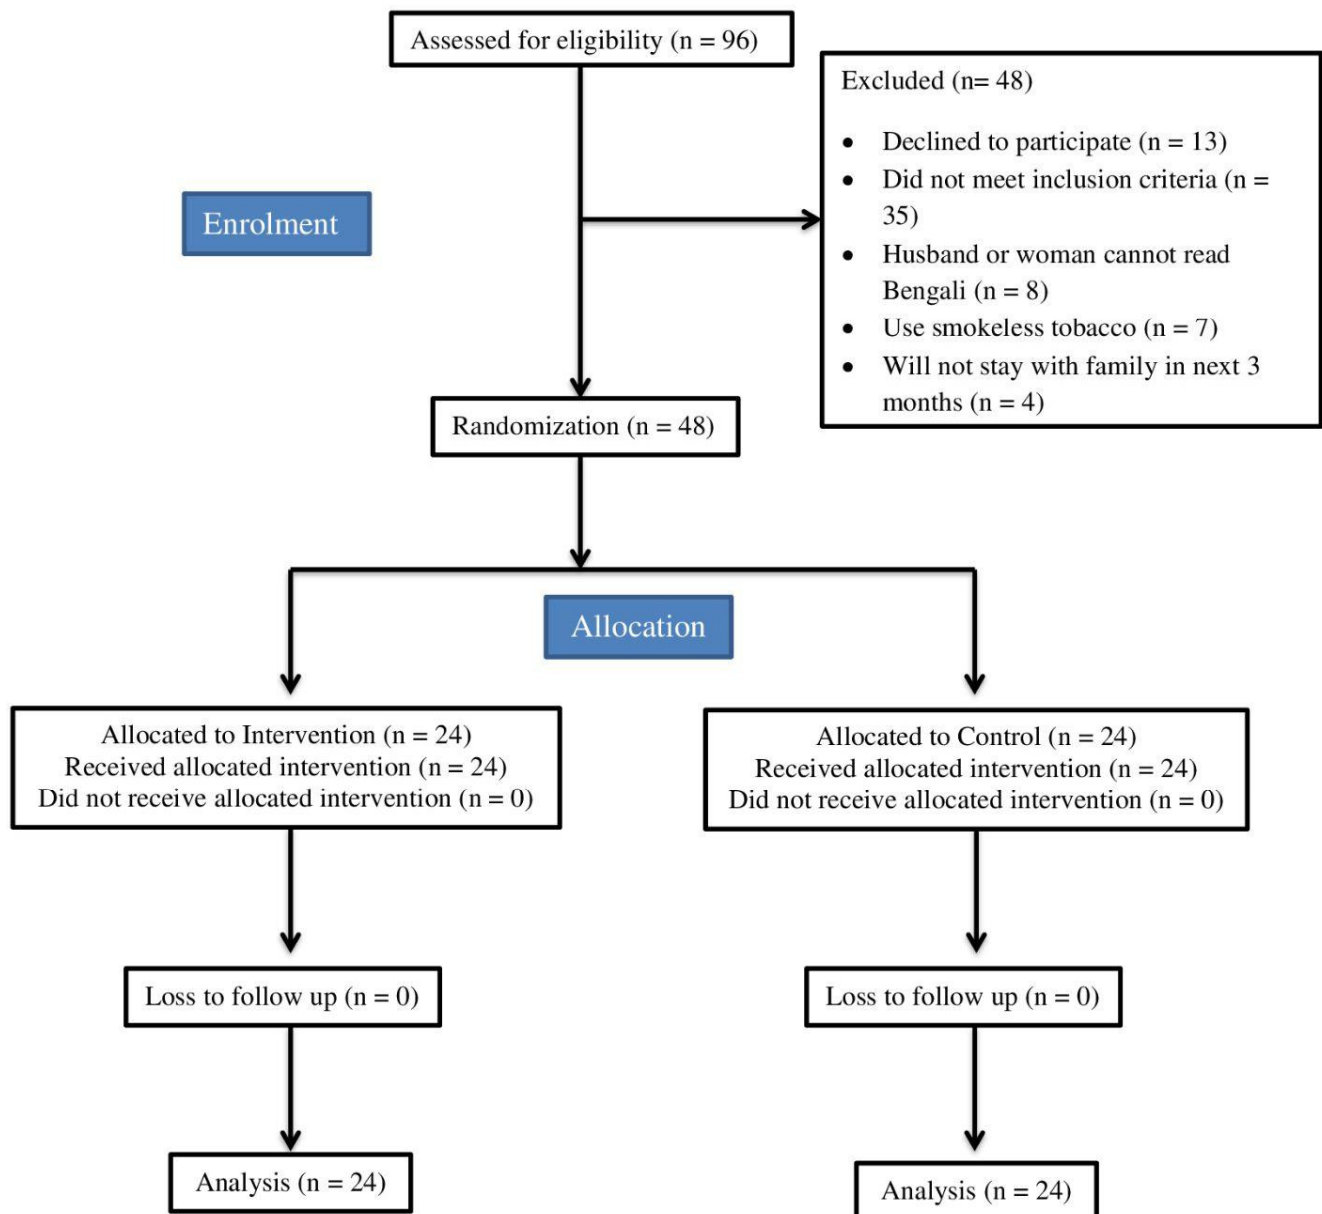 Assessed for eligibility (n = 96)
Excluded (n= 48)
• Declined to participate (n = 13)
• Did not meet inclusion criteria (n =
35)
• Husband or woman cannot read
Bengali (n = 8)
• Use smokeless tobacco (n = 7)
• Will not stay with family in next 3
months (n = 4)
Enrolment
Randomization (n = 48)
Allocation
Allocated to Intervention (n = 24)
Received allocated intervention (n = 24)
Did not receive allocated intervention (n = 0)
Allocated to Control (n = 24)
Received allocated intervention (n = 24)
Did not receive allocated intervention (n = 0)
Loss to follow up (n = 0)
Loss to follow up (n = 0)
Analysis (n = 24)
Analysis (n = 24)